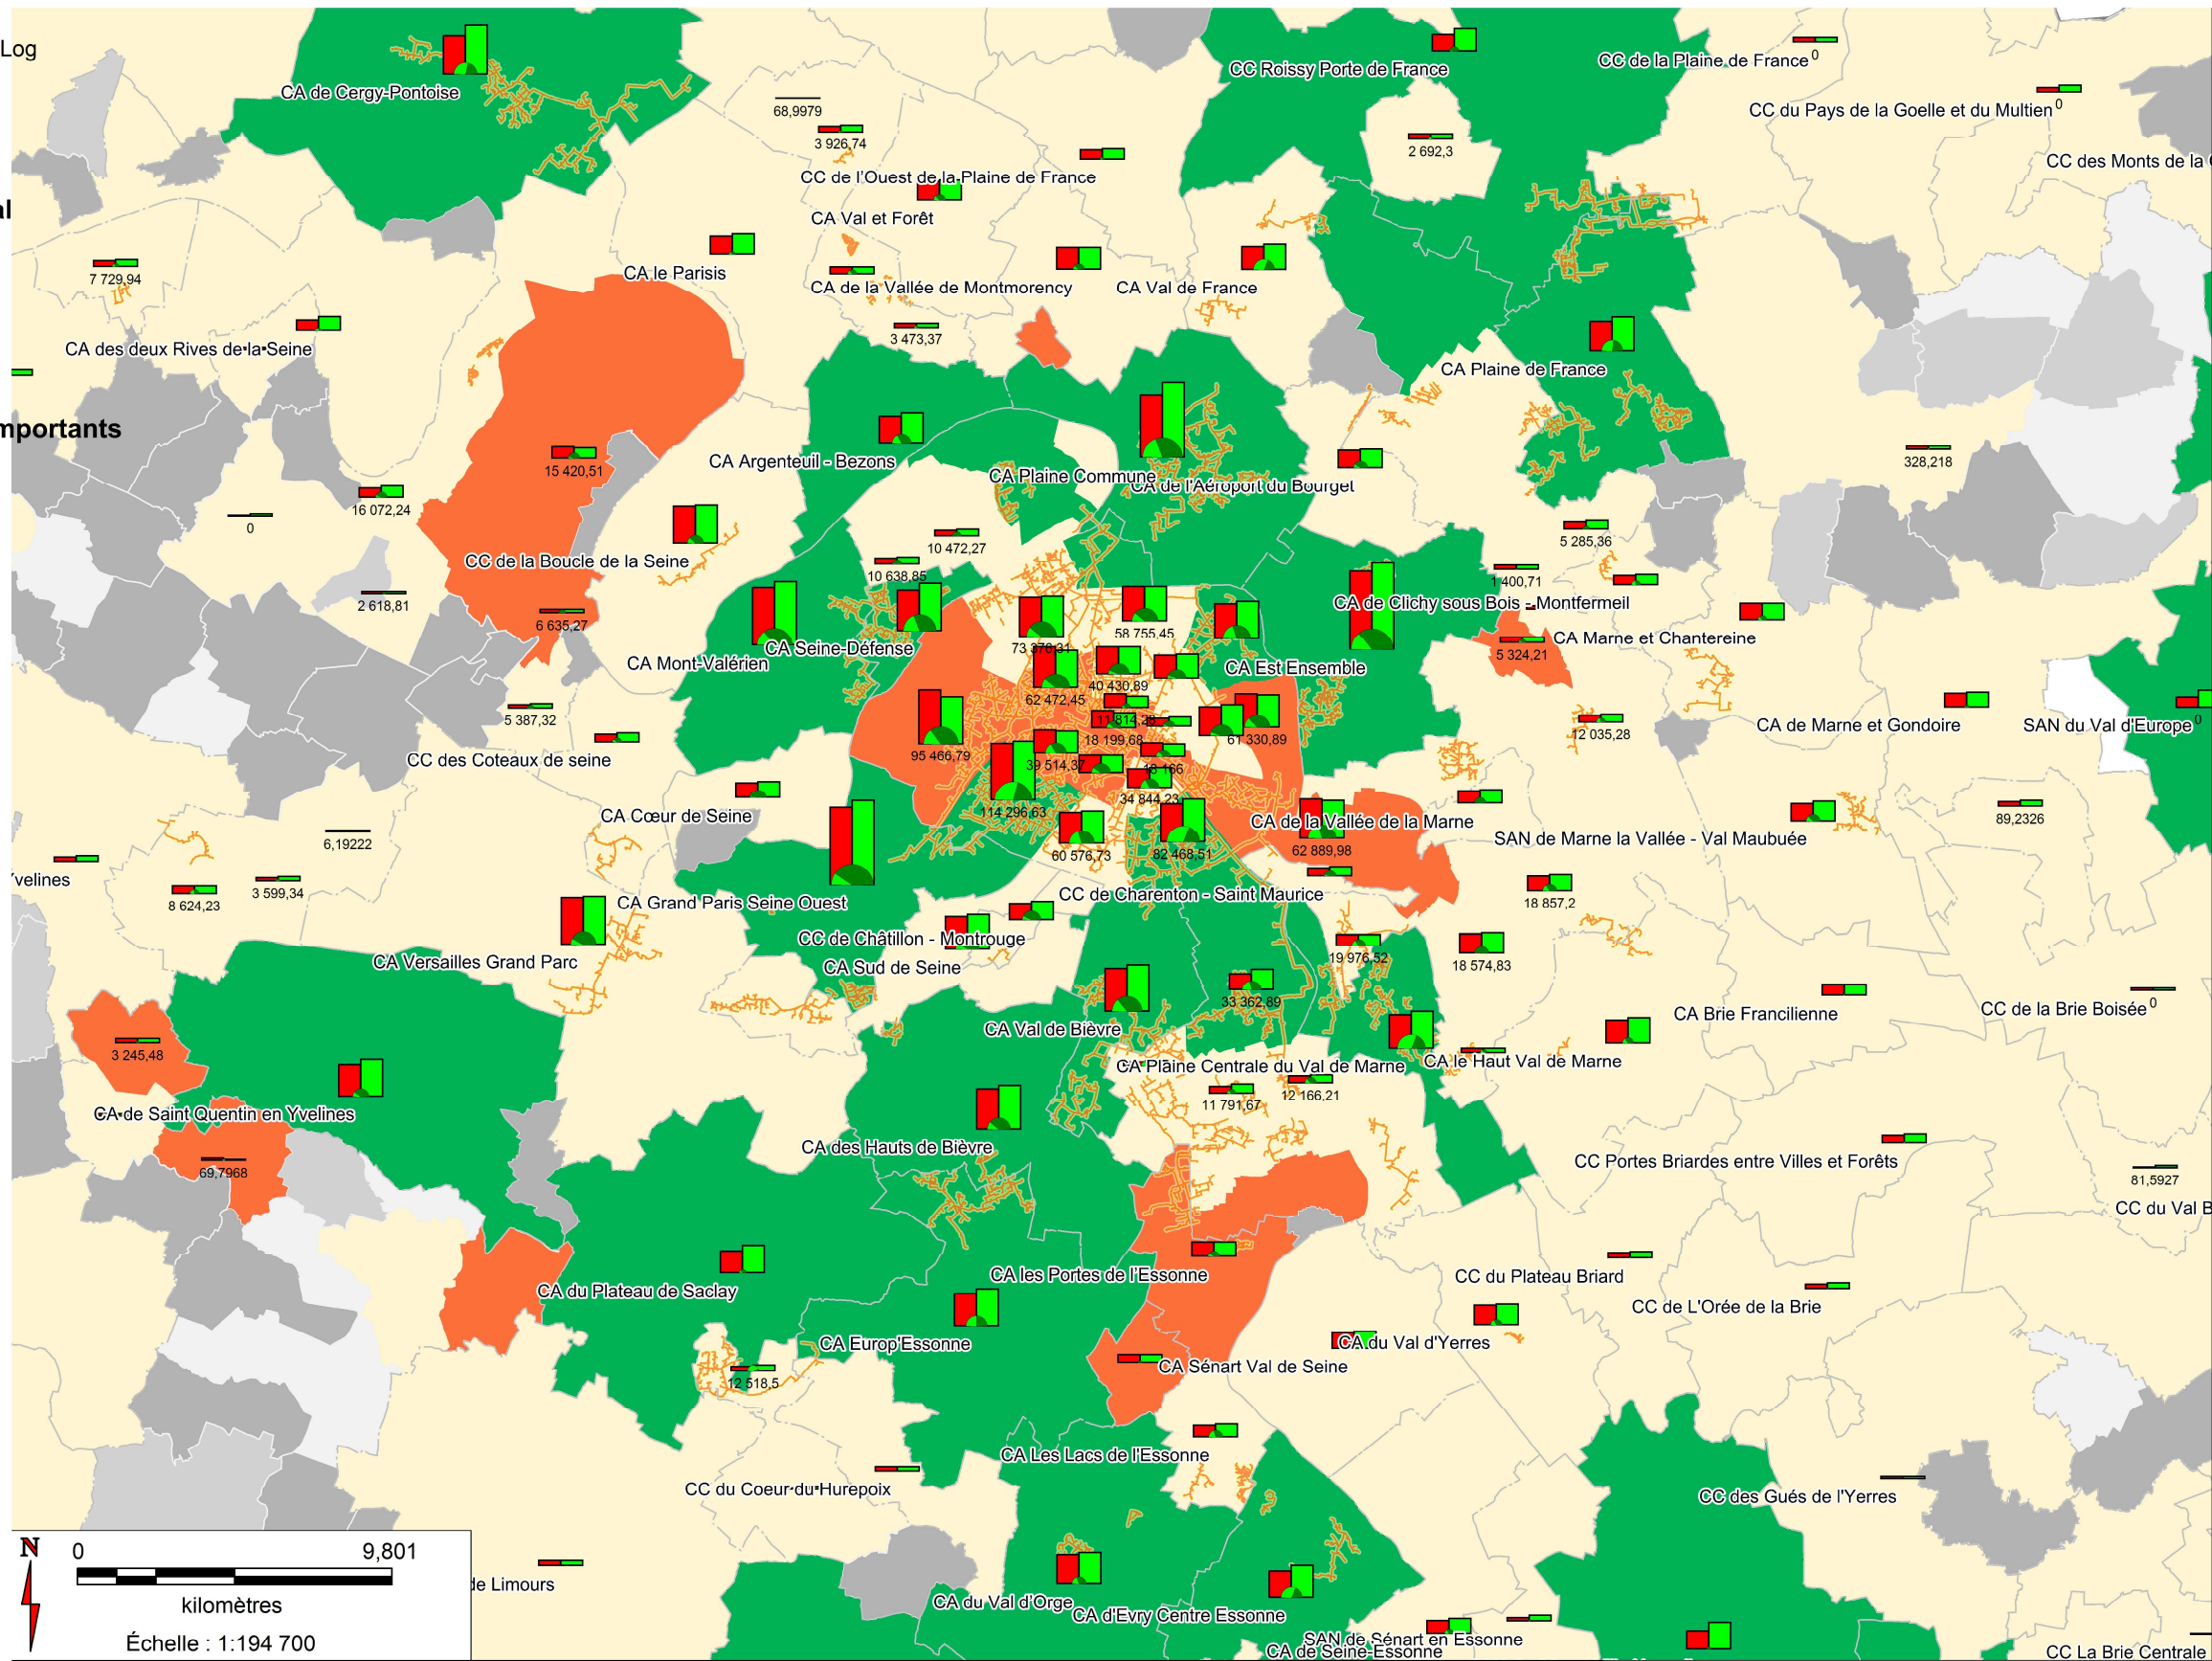 Log
CA de Cergy-Pontoise
CC Roissy Porte de France
CC de la Plaine de France
0
68,9979
CC du Pays de la Goelle et du Multien
0
3 926,74
2 692,3
CC des Monts de la
CC de l'Ouest de la Plaine de France
al
CA Val et Forêt
CA le Parisis
7 729,94
CA de la Vallée de Montmorency
CA Val de France
3 473,37
CA des deux Rives de la Seine
CA Plaine de France
mportants
CA Argenteuil - Bezons
328,218
15 420,51
CA Plaine Commune
CA de l'Aéroport du Bourget
16 072,24
0
5 285,36
10 472,27
CC de la Boucle de la Seine
10 638,85
1 400,71
2 618,81
CA de Clichy sous Bois - Montfermeil
6 635,27
58 755,45
CA Marne et Chantereine
73 370,31
CA Seine-Défense
5 324,21
CA Mont-Valérien
CA Est Ensemble
40 430,89
62 472,45
5 387,32
11 814,28
CA de Marne et Gondoire
SAN du Val d'Europe
0
12 035,28
18 199,68
61 330,89
95 466,79
CC des Coteaux de seine
39 514,37
18 166
34 844,23
114 296,63
CA Cœur de Seine
CA de la Vallée de la Marne
89,2326
6,19222
SAN de Marne la Vallée - Val Maubuée
62 889,98
60 576,73
82 468,51
Yvelines
3 599,34
8 624,23
CC de Charenton - Saint Maurice
CA Grand Paris Seine Ouest
18 857,2
CC de Châtillon - Montrouge
CA Versailles Grand Parc
19 976,52
18 574,83
CA Sud de Seine
33 362,89
CA Brie Francilienne
CC de la Brie Boisée
0
CA Val de Bièvre
3 245,48
CA Plaine Centrale du Val de Marne
CA le Haut Val de Marne
12 166,21
11 791,67
CA de Saint Quentin en Yvelines
CA des Hauts de Bièvre
CC Portes Briardes entre Villes et Forêts
69,7968
81,5927
CC du Val B
CA les Portes de l'Essonne
CC du Plateau Briard
CA du Plateau de Saclay
CC de L'Orée de la Brie
CA Europ'Essonne
CA du Val d'Yerres
CA Sénart Val de Seine
12 518,5
CA Les Lacs de l'Essonne
CC du Coeur du Hurepoix
CC des Gués de l'Yerres
N
0 9,801
kilomètres
Échelle : 1:194 700
de Limours
CA du Val d'Orge
CA d'Evry Centre Essonne
SAN de Sénart en Essonne
CA de Seine-Essonne
CC La Brie Centrale